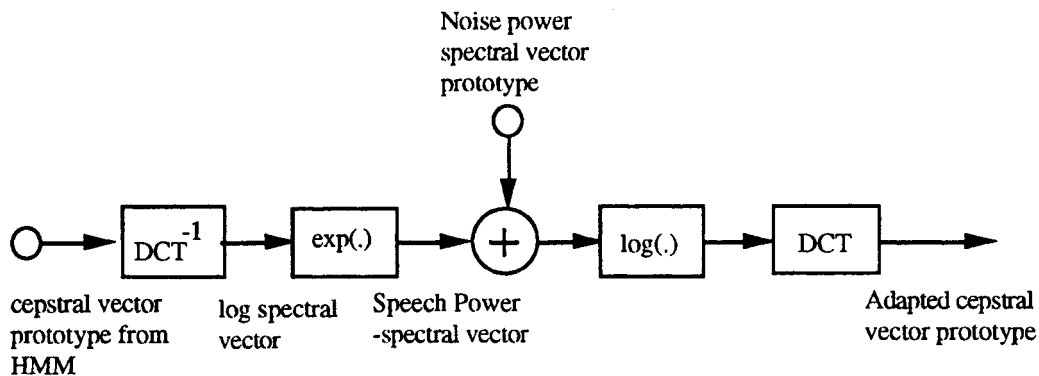 Noise power
spectral vector
prototype
DCT-1
exp(.)
+
log(.)
DCT
cepstral vector
prototype from
HMM
log spectral
vector
Speech Power
-spectral vector
Adapted cepstral
vector prototype